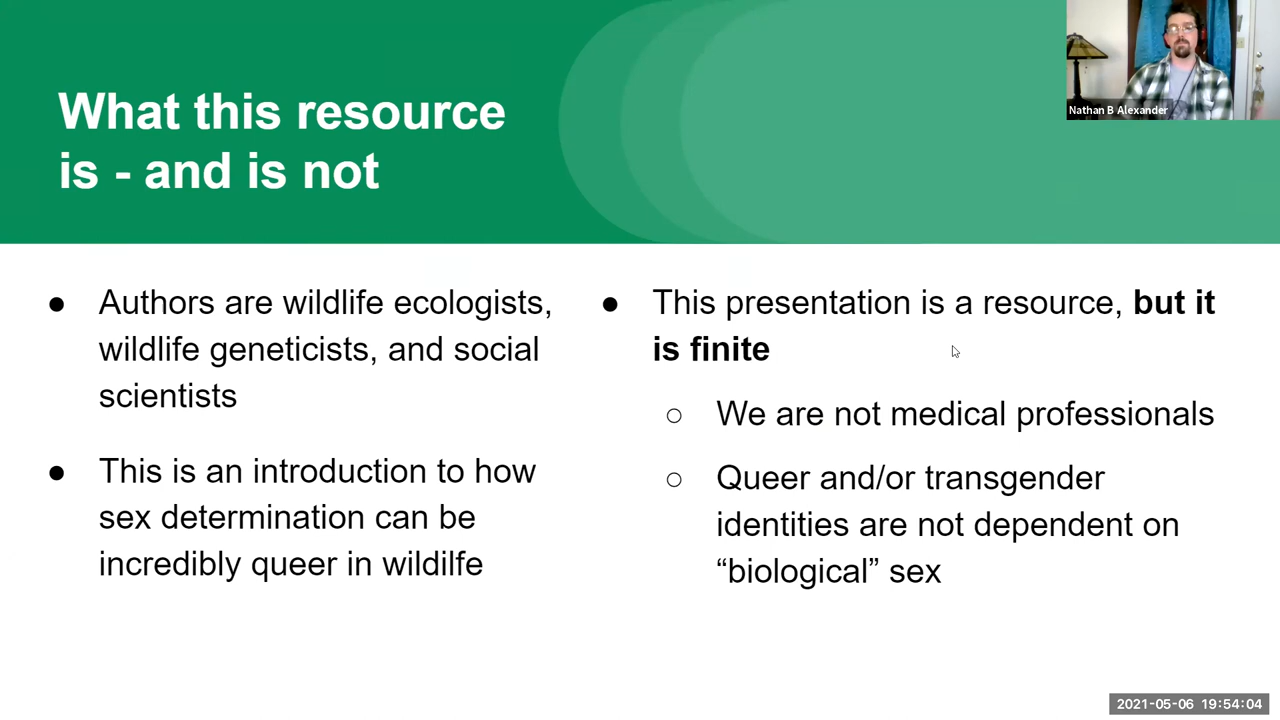 What this resource
is - and is not
Nathan B Alexander
● Authors are wildlife ecologists,
wildlife geneticists, and social
scientists
● This is an introduction to how
sex determination can be
incredibly queer in wildilfe
● This presentation is a resource, but it
is finite
○ We are not medical professionals
○ Queer and/or transgender
identities are not dependent on
“biological” sex
2021-05-06 19:54:04